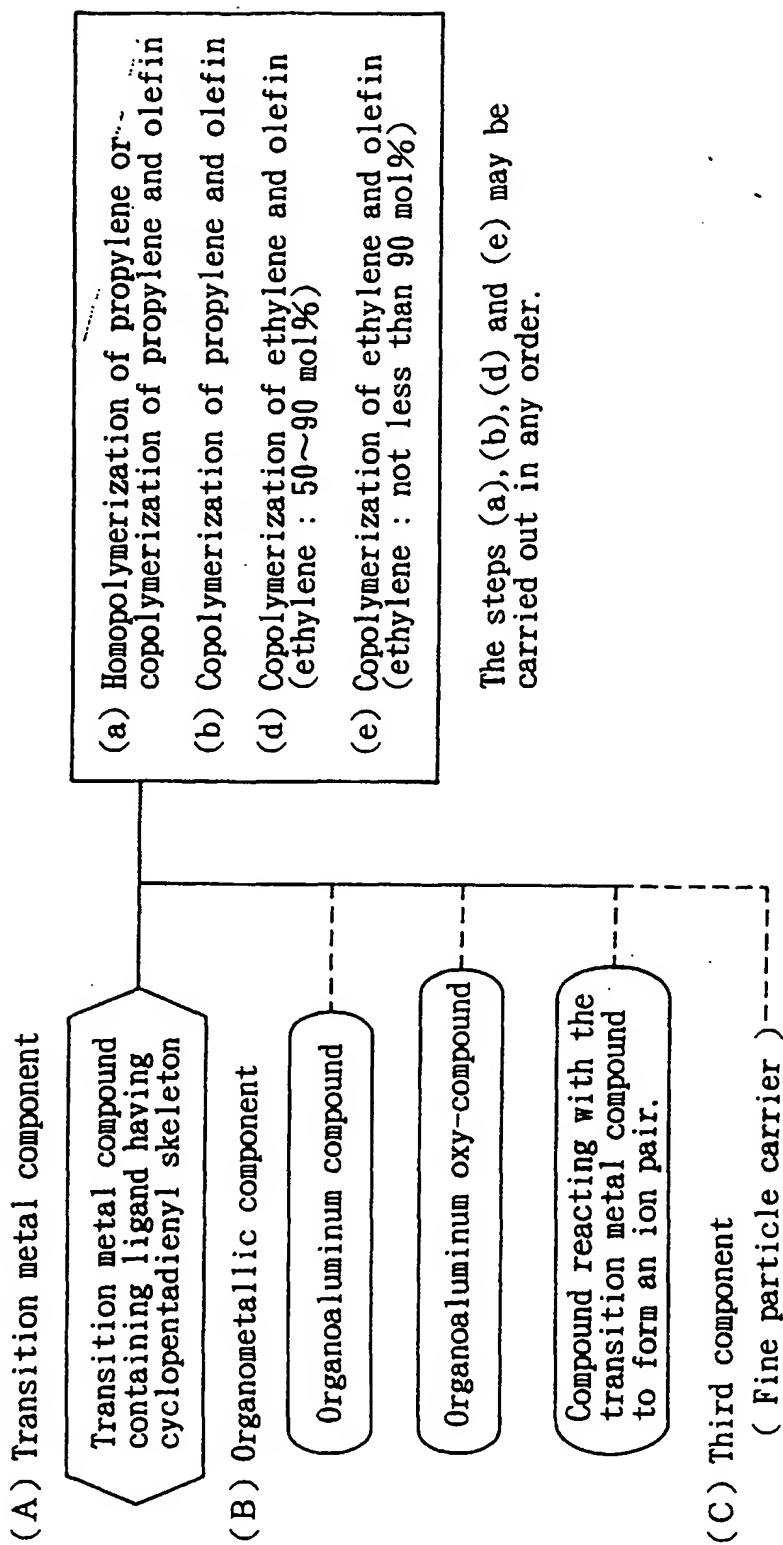 (A) Transition metal component
Transition metal compound
containing ligand having
cyclopentadienyl skeleton
(B) Organometallic component
Organoaluminum compound
Organoaluminum oxy-compound
Compound reacting with the
transition metal compound
to form an ion pair.
(C) Third component
( Fine particle carrier )
(a) Homopolymerization of propylene or
copolymerization of propylene and olefin
(b) Copolymerization of propylene and olefin
(d) Copolymerization of ethylene and olefin
(ethylene : 50～90 mol%)
(e) Copolymerization of ethylene and olefin
(ethylene : not less than 90 mol%)
The steps (a),(b),(d) and (e) may be
carried out in any order.